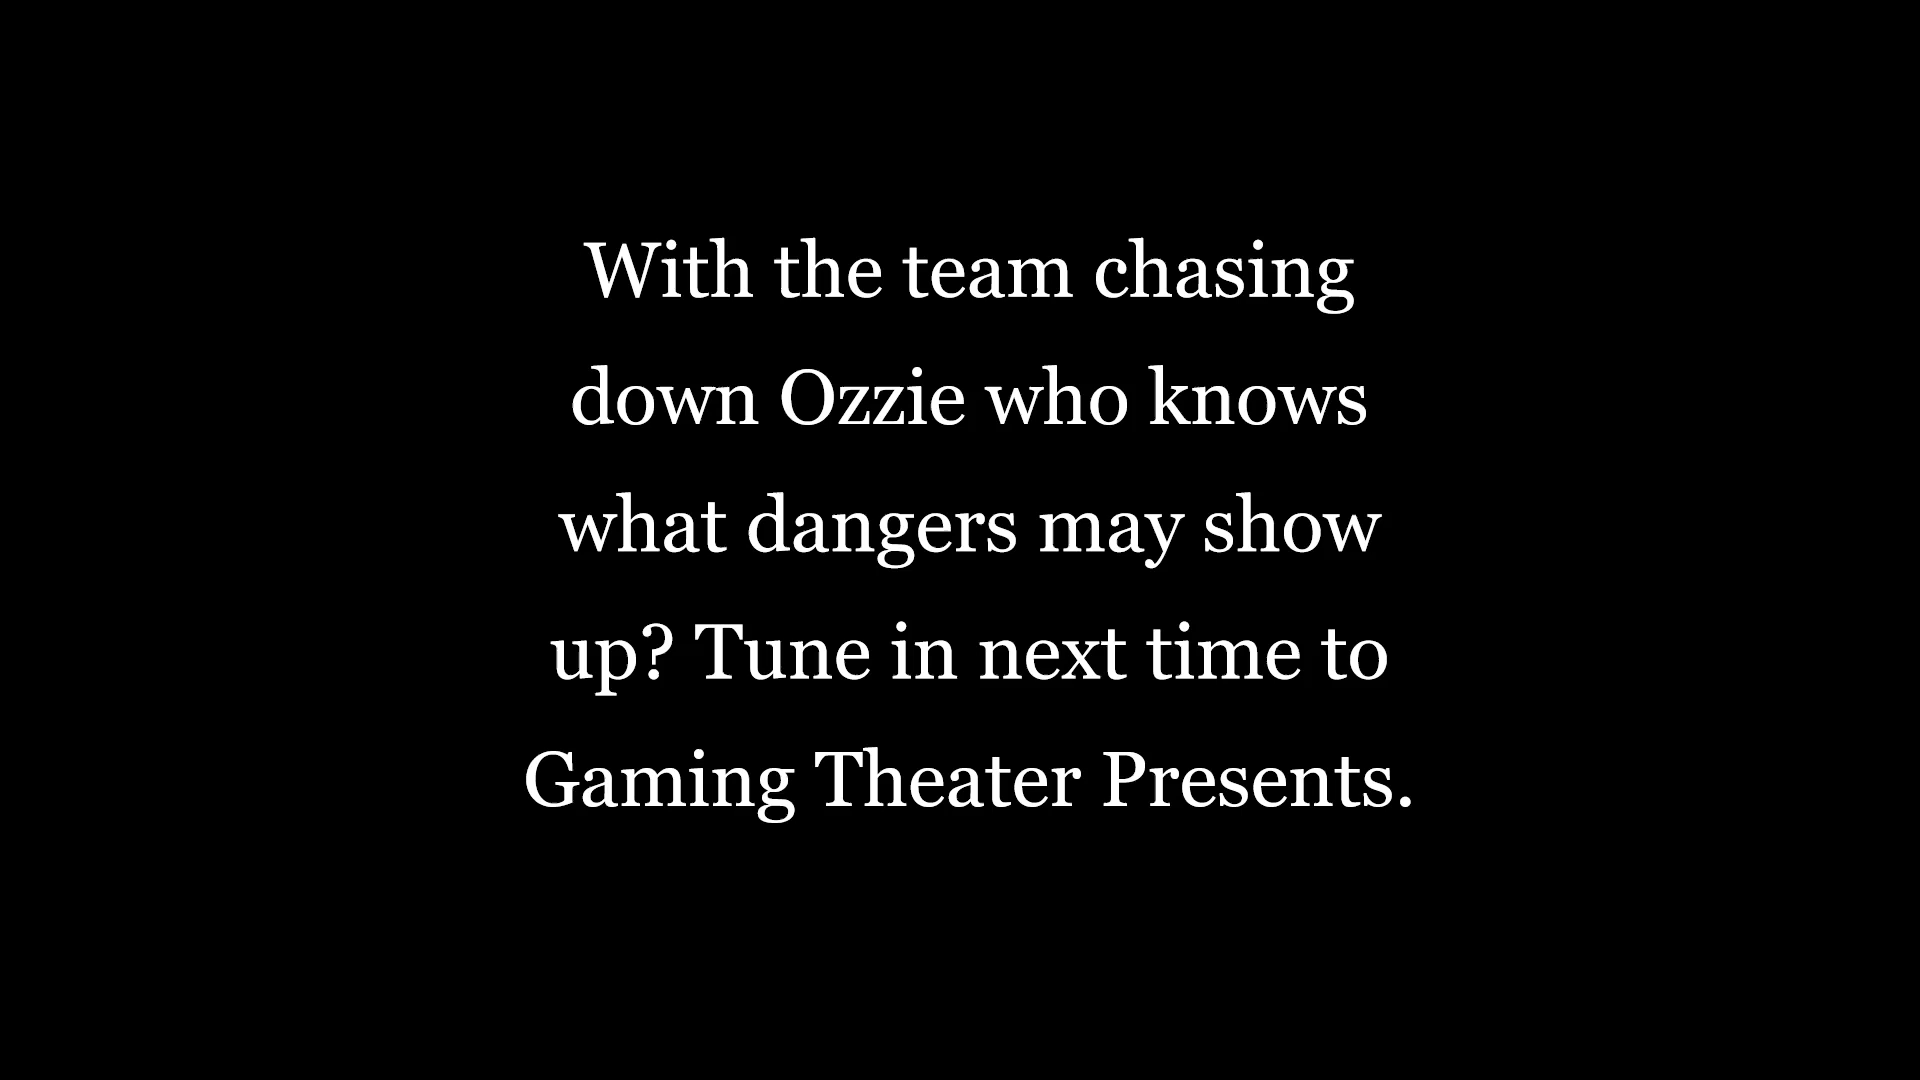 With the team chasing
down Ozzie who knows
what dangers may show
up? Tune in next time to
Gaming Theater Presents.